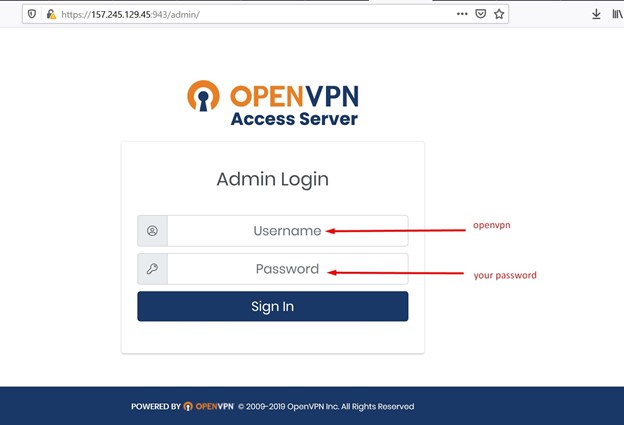 https://157.245.129.45:943/admin/
OPENVPN
Access Server
Admin Login
Username
openvpn
Password
your password
Sign In
POWERED BY OPENVPN © 2009-2019 OpenVPN Inc. All Rights Reserved